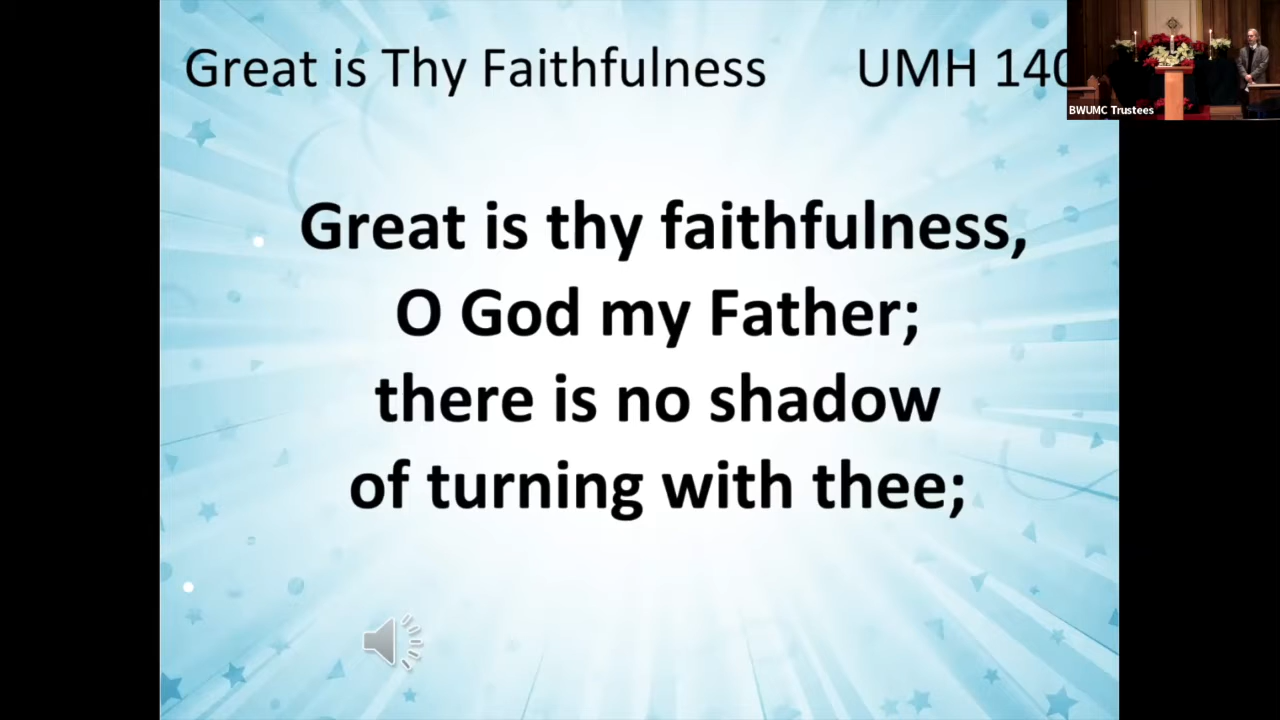 Great is Thy Faithfulness UMH 140
BWUMC Trustees
Great is thy faithfulness,
O God my Father;
there is no shadow
of turning with thee;